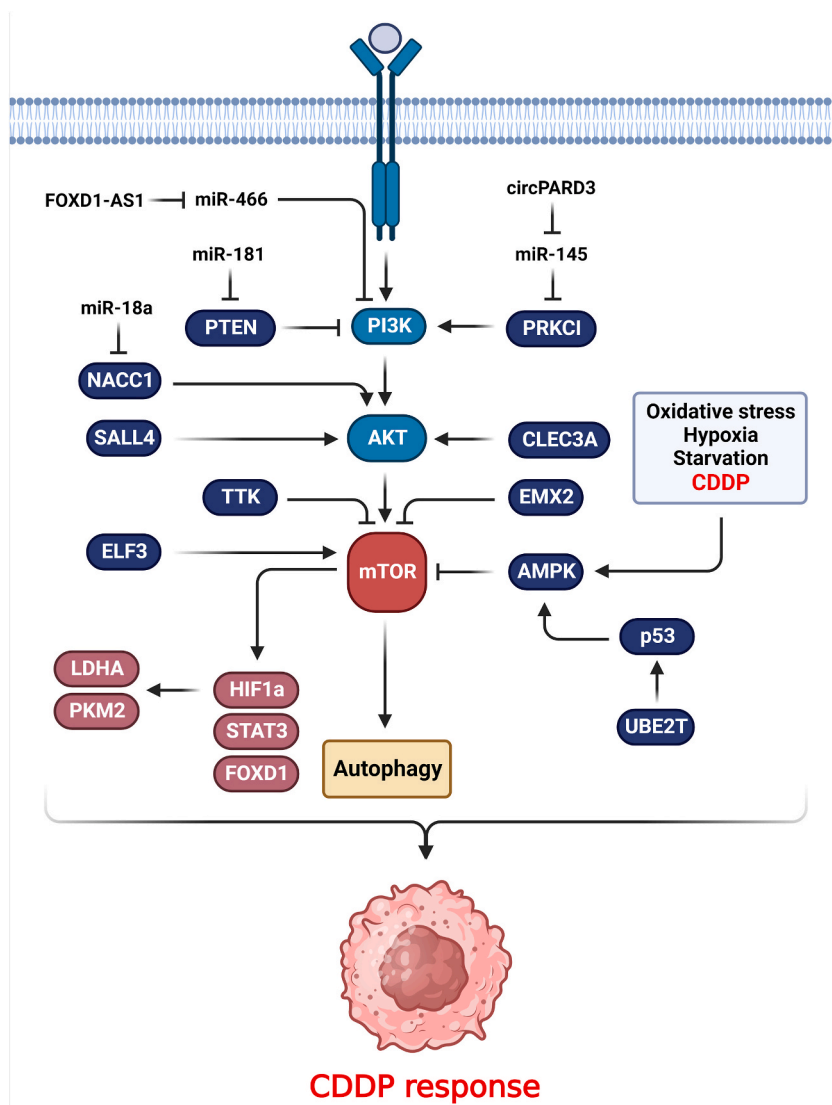 FOXD1-AS1
miR-466
circPARD3
miR-181
miR-145
miR-18a
PTEN
PI3K
PRKCI
NACC1
SALL4
AKT
CLEC3A
Oxidative stress
Hypoxia
Starvation
CDDP
TTK
EMX2
ELF3
mTOR
AMPK
p53
LDHA
PKM2
HIF1a
STAT3
FOXD1
UBE2T
Autophagy
CDDP response